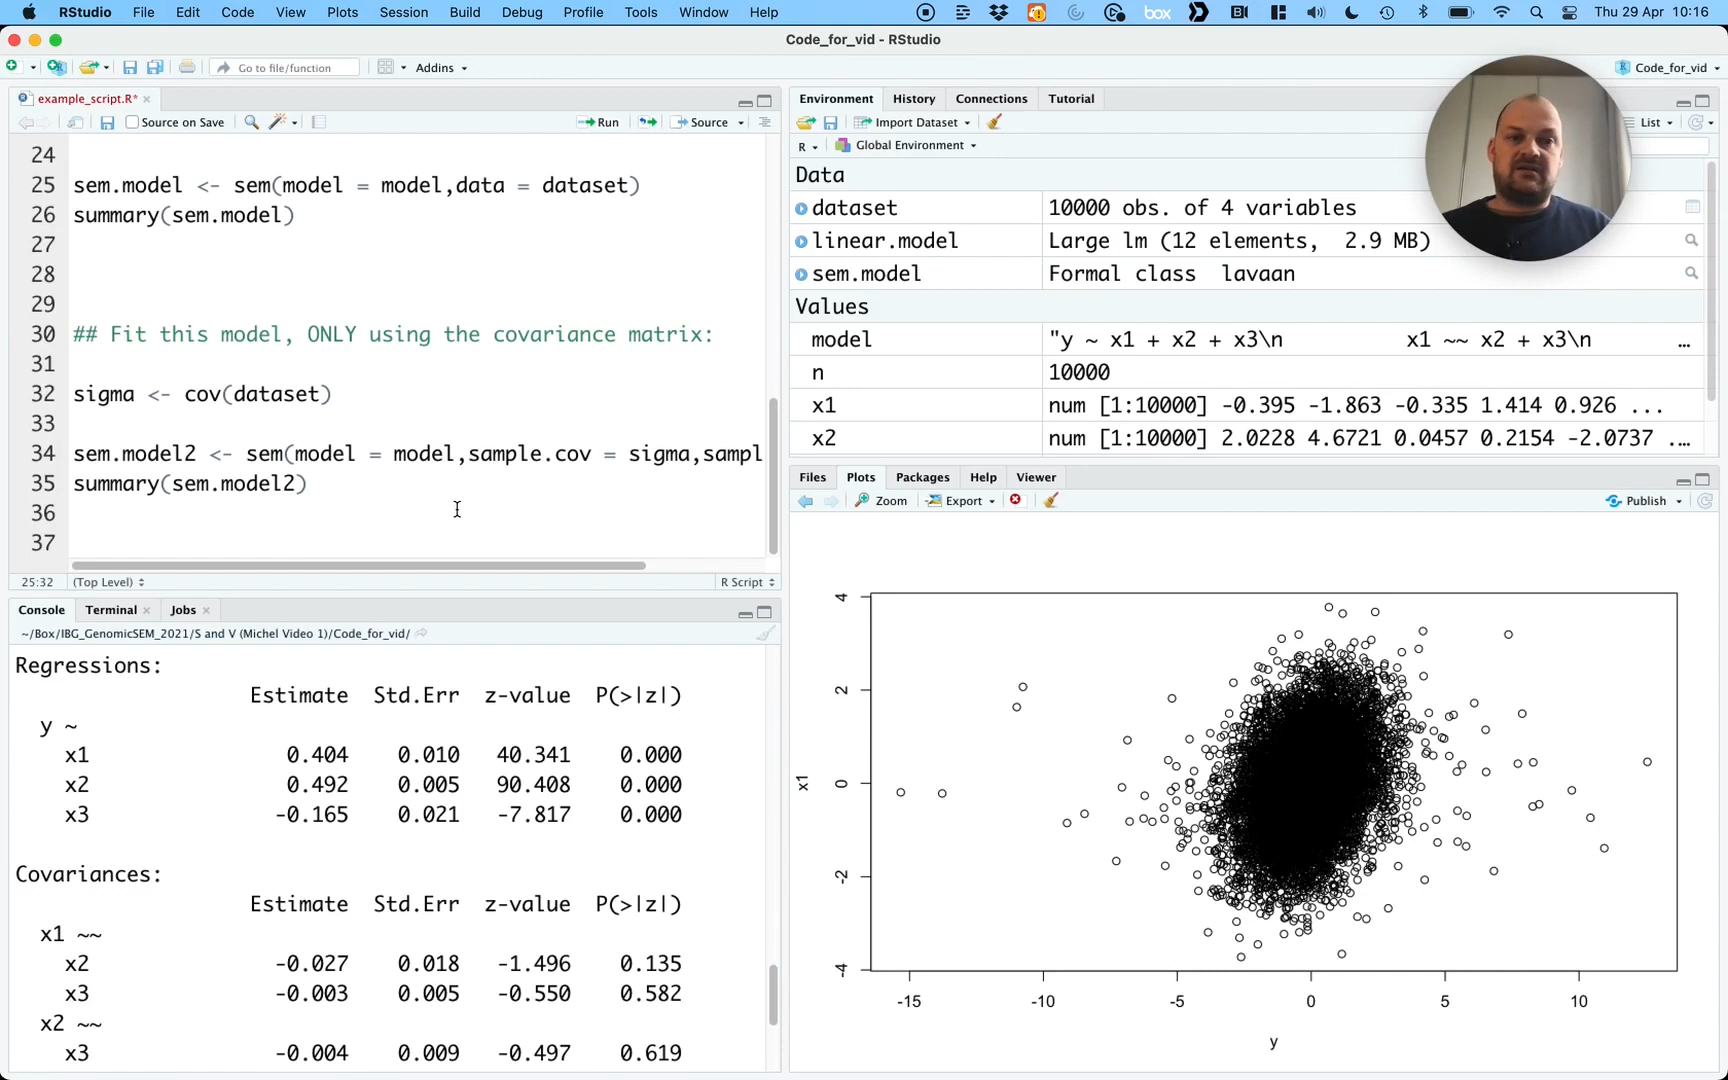 RStudio File Edit Code View Plots Session Build Debug Profile Tools Window Help box Thu 29 Apr 10:16
Code_for_vid - RStudio
Go to file/function Addins Code_for_vid
example_script.R*
Source on Save Run Source
24
25 sem.model <- sem(model = model,data = dataset)
26 summary(sem.model)
27
28
29
30 ## Fit this model, ONLY using the covariance matrix:
31
32 sigma <- cov(dataset)
33
34 sem.model2 <- sem(model = model,sample.cov = sigma,sampl
35 summary(sem.model2)
36
37
25:32 (Top Level) R Script
Console Terminal Jobs
~/Box/IBG_GenomicSEM_2021/S and V (Michel Video 1)/Code_for_vid/
Regressions:
Estimate Std.Err z-value P(>|z|)
y ~
x1 0.404 0.010 40.341 0.000
x2 0.492 0.005 90.408 0.000
x3 -0.165 0.021 -7.817 0.000
Covariances:
Estimate Std.Err z-value P(>|z|)
x1 ~~
x2 -0.027 0.018 -1.496 0.135
x3 -0.003 0.005 -0.550 0.582
x2 ~~
x3 -0.004 0.009 -0.497 0.619
Environment History Connections Tutorial
Import Dataset List
R Global Environment
Data
dataset 10000 obs. of 4 variables
linear.model Large lm (12 elements, 2.9 MB)
sem.model Formal class lavaan
Values
model "y ~ x1 + x2 + x3\n x1 ~~ x2 + x3\n …
n 10000
x1 num [1:10000] -0.395 -1.863 -0.335 1.414 0.926 ...
x2 num [1:10000] 2.0228 4.6721 0.0457 0.2154 -2.0737 ..…
Files Plots Packages Help Viewer
Zoom Export Publish
4
2
0
-2
-4
x1
-15 -10 -5 0 5 10
y